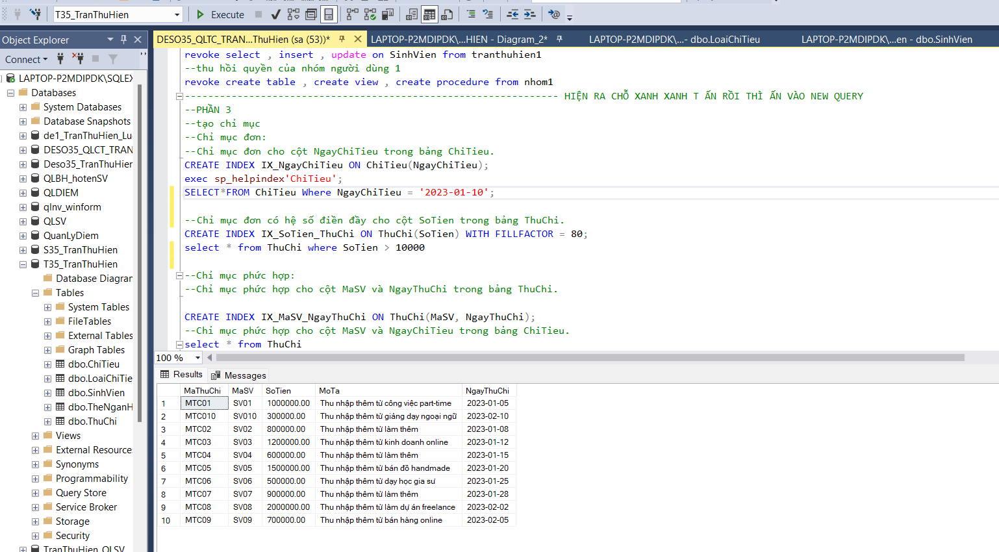 T35_TranThuHien
Execute
Object Explorer
DESO35_QLTC_TRAN...ThuHien (sa (53))*
LAPTOP-P2MDIPDK\...HIEN - Diagram_2*
LAPTOP-P2MDIPDK\...- dbo.LoaiChiTieu
LAPTOP-P2MDIPDK\...en - dbo.SinhVien
Connect
LAPTOP-P2MDIPDK\SQLEX
Databases
System Databases
Database Snapshots
de1_TranThuHien_Lu
DESO35_QLCT_TRAN
Deso35_TranThuHien
QLBH_hotenSV
QLDIEM
qlnv_winform
QLSV
QuanLyDiem
S35_TranThuHien
T35_TranThuHien
Database Diagran
Tables
System Tables
FileTables
External Tables
Graph Tables
dbo.ChiTieu
dbo.LoaiChiTie
dbo.SinhVien
dbo.TheNganH
dbo.ThuChi
Views
External Resource
Synonyms
Programmability
Query Store
Service Broker
Storage
Security
TranThuHien_QLSV
revoke select , insert , update on SinhVien from tranthuhien1
--thu hồi quyền của nhóm người dùng 1
revoke create table , create view , create procedure from nhom1
---------------------------------------------------------------- HIỆN RA CHỖ XANH XANH T ẤN RỒI THÌ ẤN VÀO NEW QUERY
--PHẦN 3
--tạo chỉ mục
--Chỉ mục đơn:
--Chỉ mục đơn cho cột NgayChiTieu trong bảng ChiTieu.
CREATE INDEX IX_NgayChiTieu ON ChiTieu(NgayChiTieu);
exec sp_helpindex'ChiTieu';
SELECT*FROM ChiTieu Where NgayChiTieu = '2023-01-10';
--Chỉ mục đơn có hệ số điền đầy cho cột SoTien trong bảng ThuChi.
CREATE INDEX IX_SoTien_ThuChi ON ThuChi(SoTien) WITH FILLFACTOR = 80;
select * from ThuChi where SoTien > 10000
--Chỉ mục phức hợp:
--Chỉ mục phức hợp cho cột MaSV và NgayThuChi trong bảng ThuChi.
CREATE INDEX IX_MaSV_NgayThuChi ON ThuChi(MaSV, NgayThuChi);
--Chỉ mục phức hợp cho cột MaSV và NgayChiTieu trong bảng ChiTieu.
select * from ThuChi
100 %
Results Messages
MaThuChi MaSV SoTien MoTa NgayThuChi
1 MTC01 SV01 1000000.00 Thu nhập thêm từ công việc part-time 2023-01-05
2 MTC010 SV010 300000.00 Thu nhập thêm từ giảng dạy ngoại ngữ 2023-02-10
3 MTC02 SV02 800000.00 Thu nhập thêm từ làm thêm 2023-01-08
4 MTC03 SV03 1200000.00 Thu nhập thêm từ kinh doanh online 2023-01-12
5 MTC04 SV04 600000.00 Thu nhập thêm từ làm thêm 2023-01-15
6 MTC05 SV05 1500000.00 Thu nhập thêm từ bán đồ handmade 2023-01-20
7 MTC06 SV06 500000.00 Thu nhập thêm từ dạy học gia sư 2023-01-25
8 MTC07 SV07 900000.00 Thu nhập thêm từ làm thêm 2023-01-28
9 MTC08 SV08 2000000.00 Thu nhập thêm từ làm dự án freelance 2023-02-02
10 MTC09 SV09 700000.00 Thu nhập thêm từ bán hàng online 2023-02-05